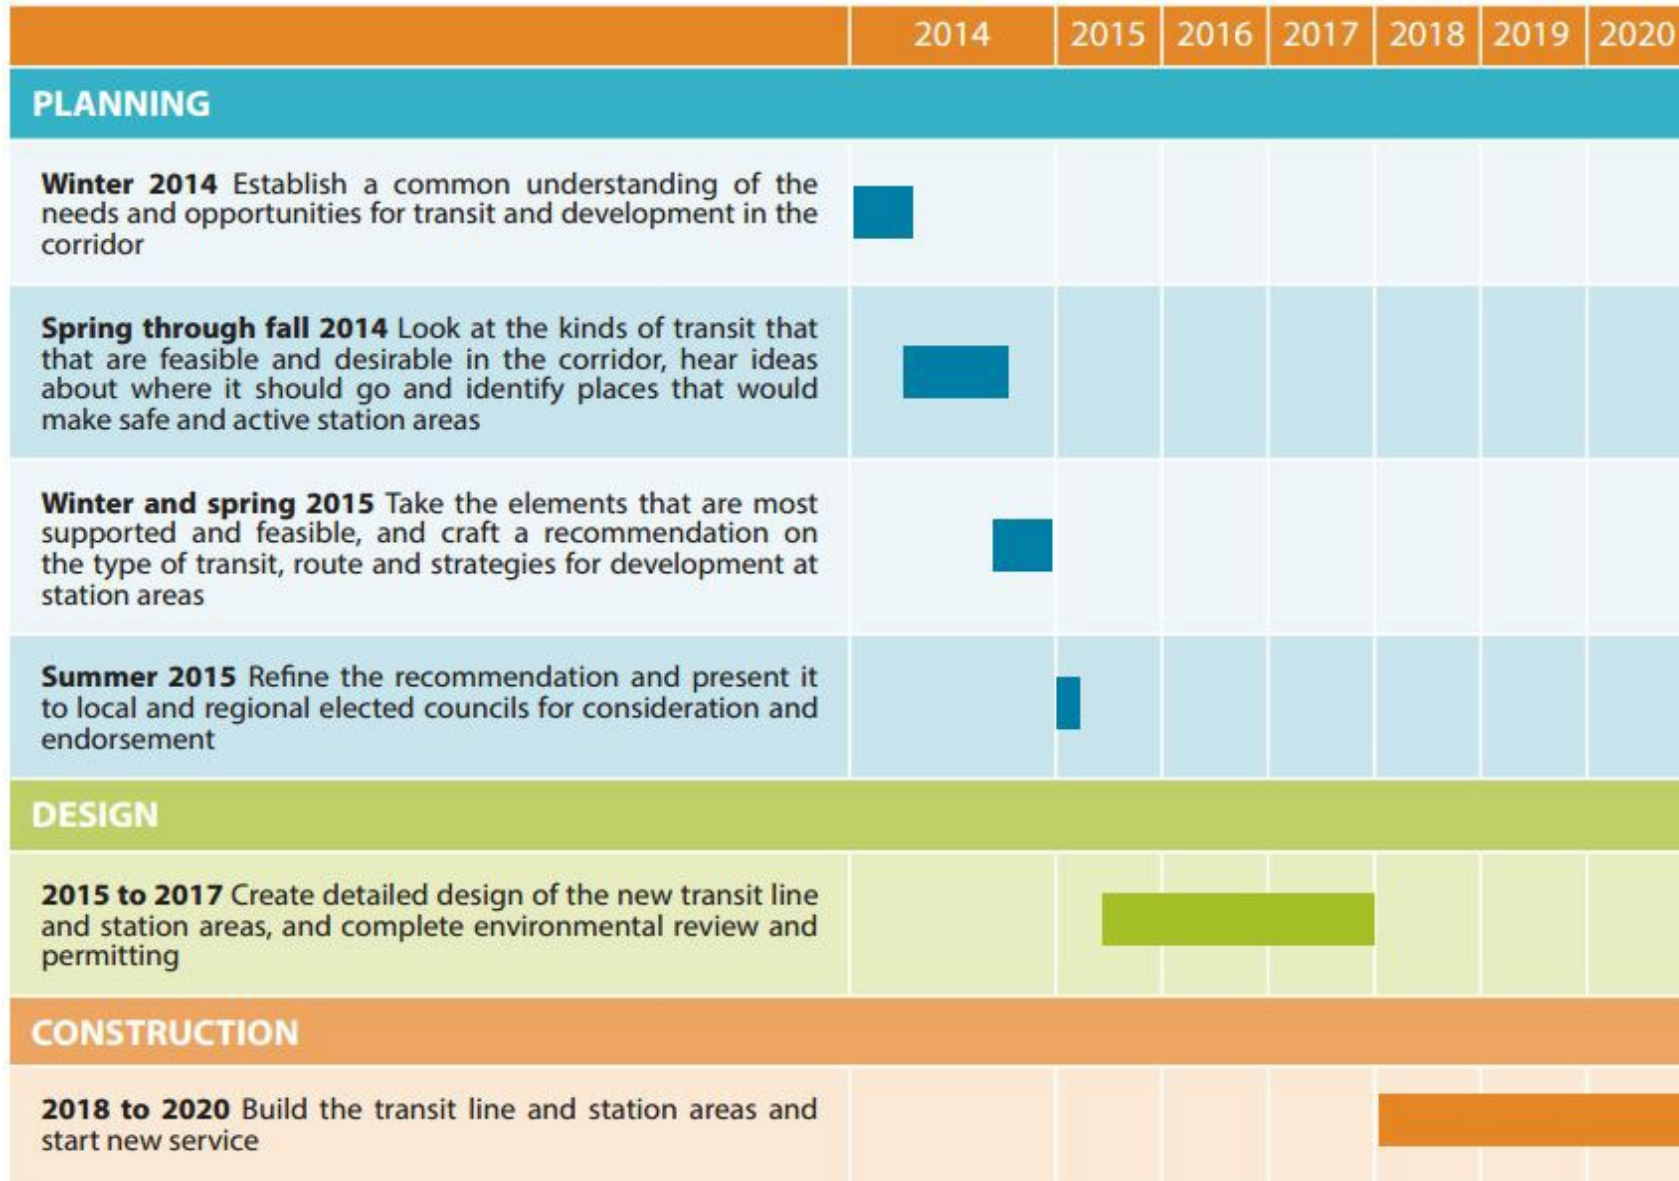 2014 2015 2016 2017 2018 2019 2020
PLANNING
Winter 2014 Establish a common understanding of the
needs and opportunities for transit and development in the
corridor
Spring through fall 2014 Look at the kinds of transit that
that are feasible and desirable in the corridor, hear ideas
about where it should go and identify places that would
make safe and active station areas
Winter and spring 2015 Take the elements that are most
supported and feasible, and craft a recommendation on
the type of transit, route and strategies for development at
station areas
Summer 2015 Refine the recommendation and present it
to local and regional elected councils for consideration and
endorsement
DESIGN
2015 to 2017 Create detailed design of the new transit line
and station areas, and complete environmental review and
permitting
CONSTRUCTION
2018 to 2020 Build the transit line and station areas and
start new service